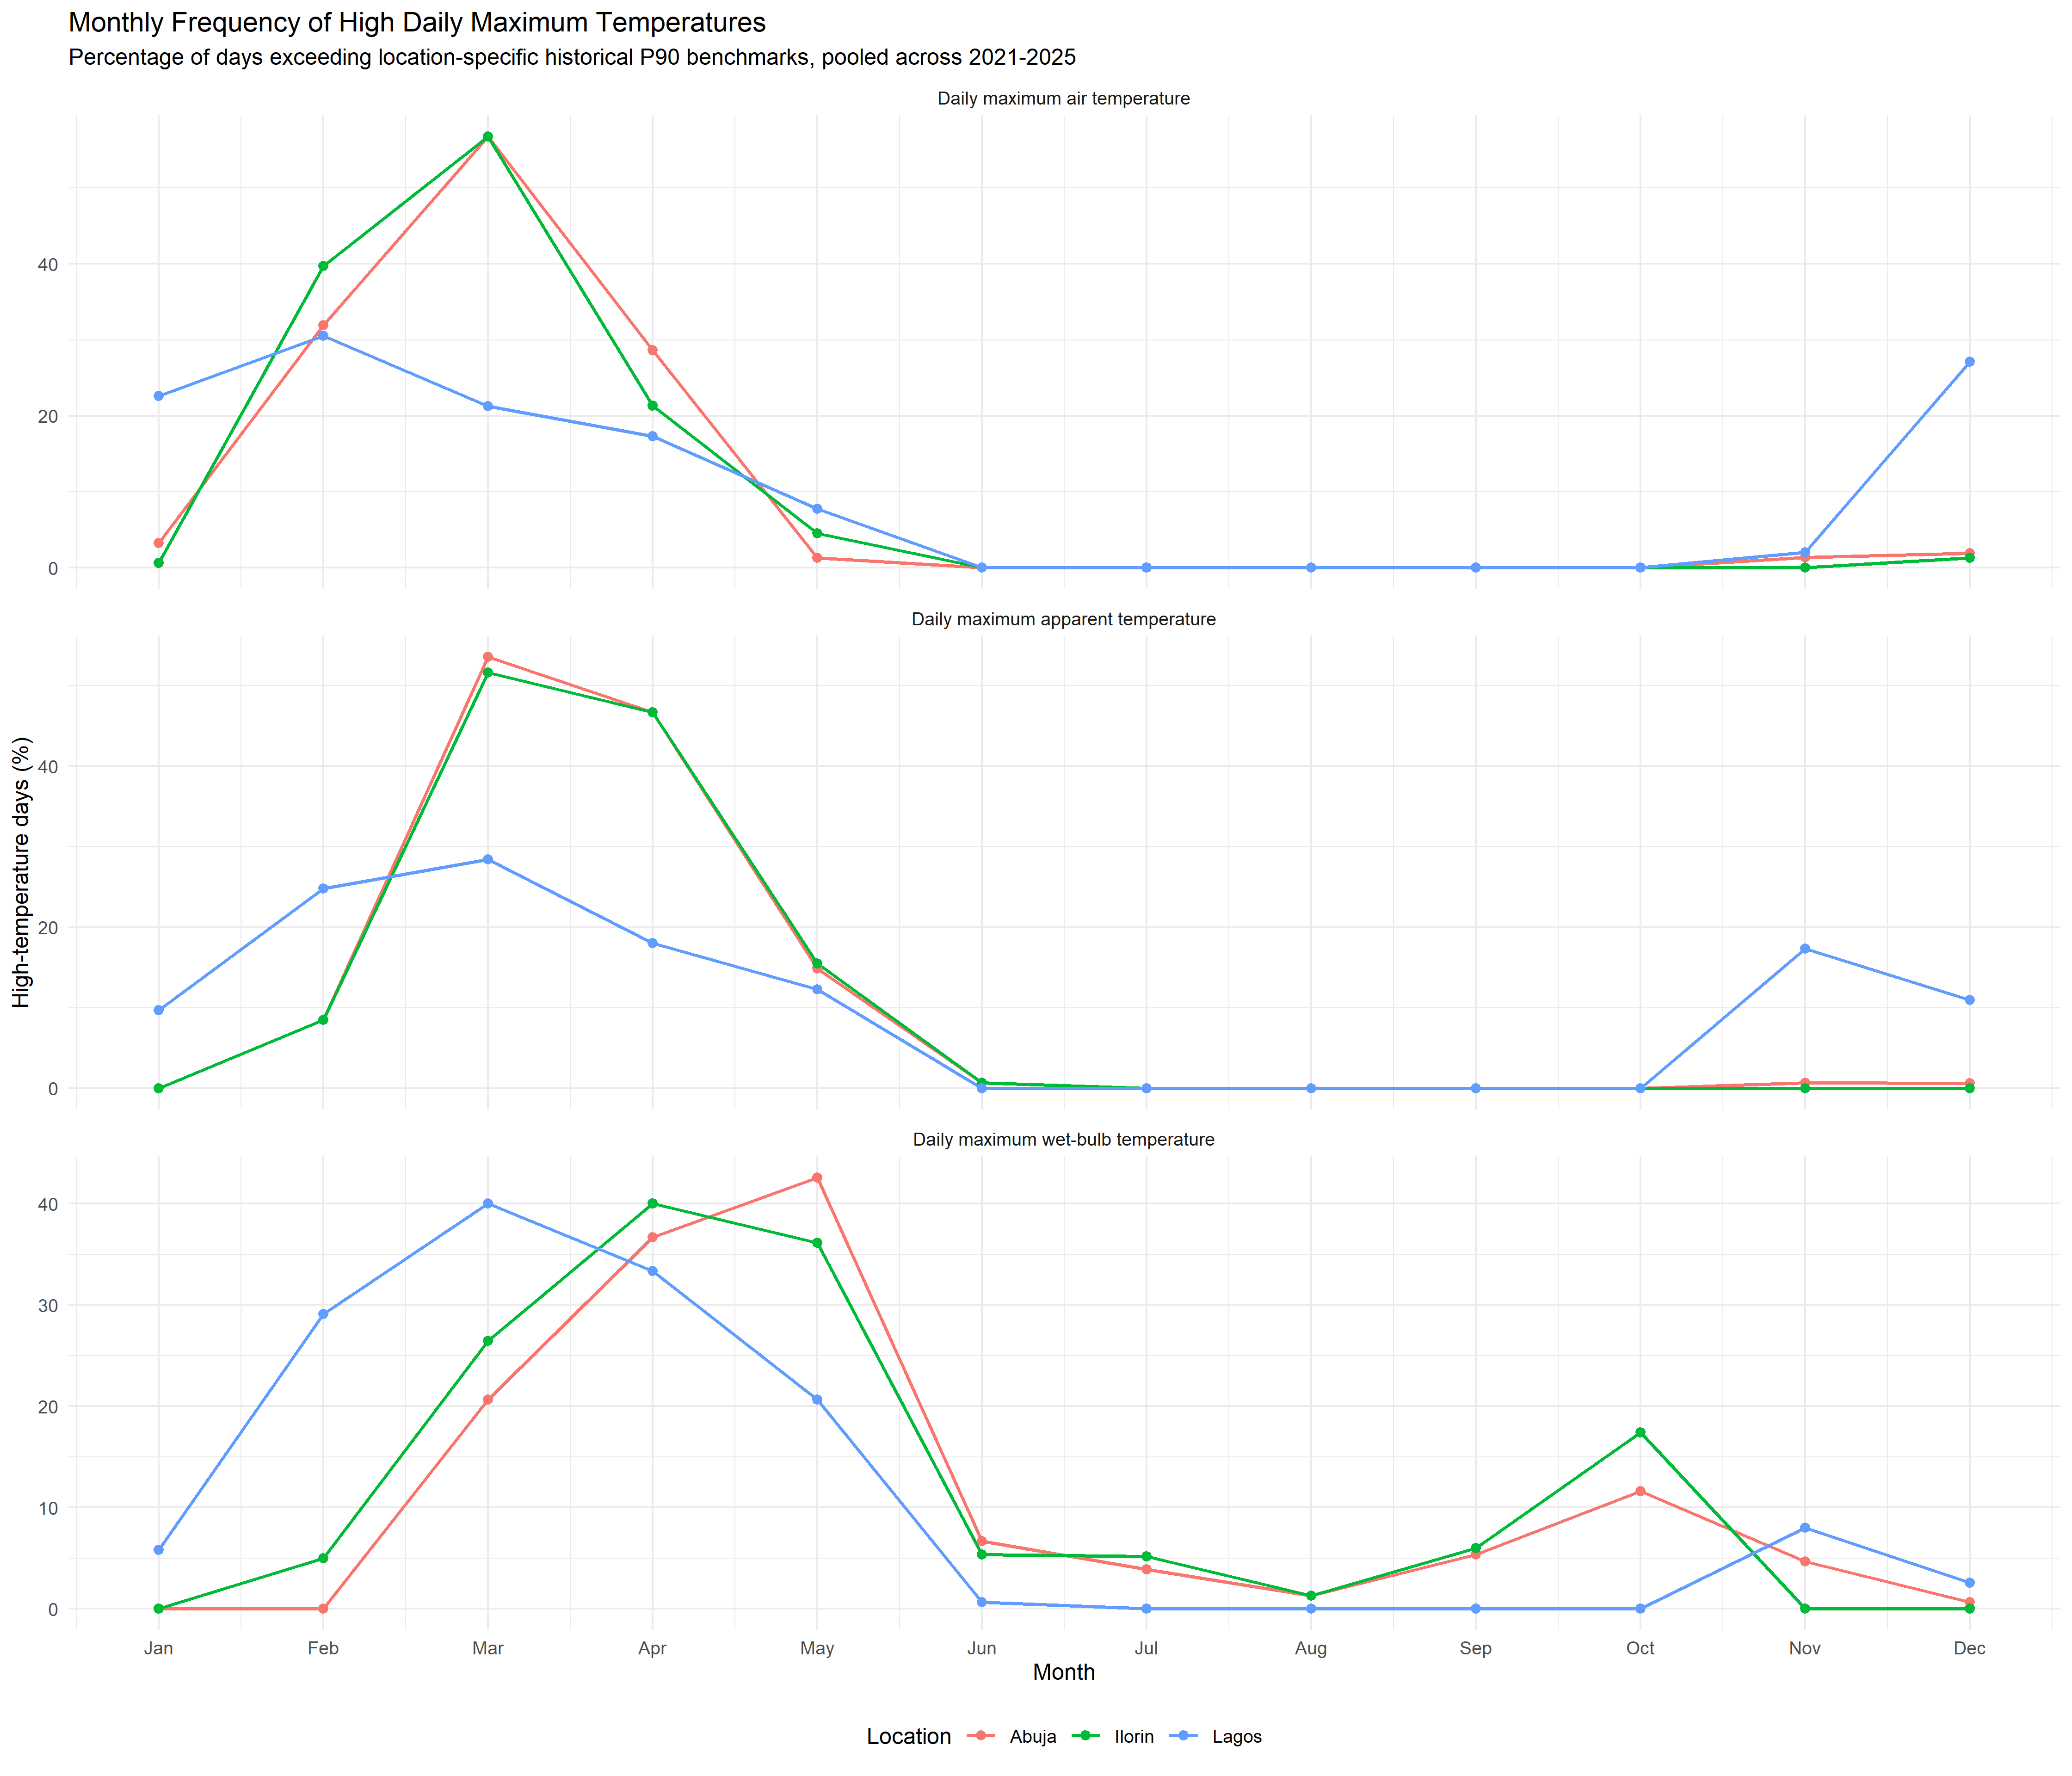 Monthly Frequency of High Daily Maximum Temperatures
Percentage of days exceeding location-specific historical P90 benchmarks, pooled across 2021-2025
Daily maximum air temperature
40
20
0
Daily maximum apparent temperature
High-temperature days (%)
40
20
0
Daily maximum wet-bulb temperature
40
30
20
10
0
Jan Feb Mar Apr May Jun Jul Aug Sep Oct Nov Dec
Month
Location Abuja Ilorin Lagos